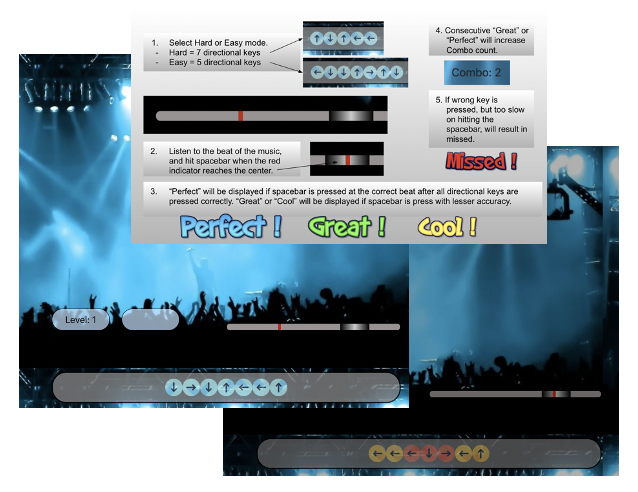 1. Select Hard or Easy mode.
- Hard = 7 directional keys
- Easy = 5 directional keys
↑↓↑←←
←↓↓↑→↑↓
2. Listen to the beat of the music,
and hit spacebar when the red
indicator reaches the center.
3. “Perfect” will be displayed if spacebar is pressed at the correct beat after all directional keys are
pressed correctly. “Great” or “Cool” will be displayed if spacebar is press with lesser accuracy.
Perfect ! Great ! Cool !
4. Consecutive “Great” or
“Perfect” will increase
Combo count.
Combo: 2
5. If wrong key is
pressed, but too slow
on hitting the
spacebar, will result in
missed.
Missed !
Level: 1
↓→↓↑←←↑
←←←↓→←↑